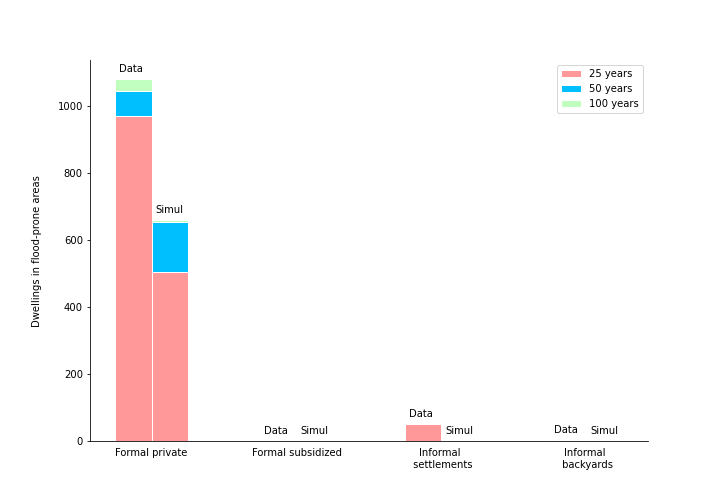 Data
Simul
Data Simul
Data
Simul
Data Simul
25 years
50 years
100 years
Dwellings in flood-prone areas
1000
800
600
400
200
0
Formal private
Formal subsidized
Informal
settlements
Informal
backyards